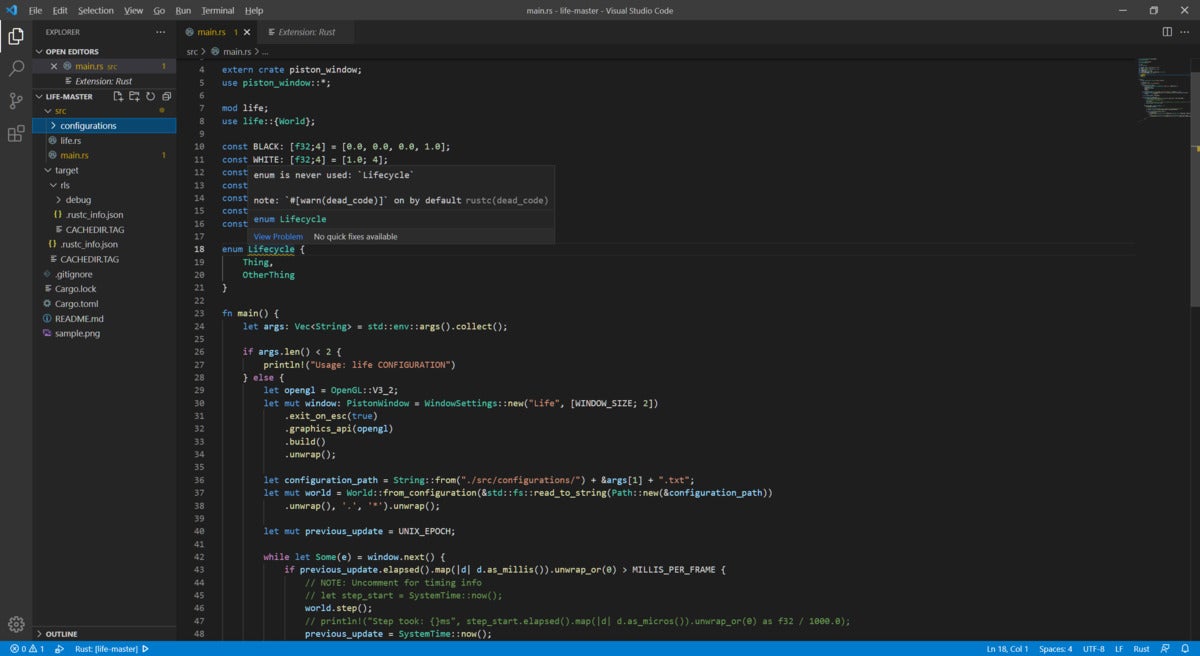 File Edit Selection View Go Run Terminal Help
main.rs - life-master - Visual Studio Code
EXPLORER
OPEN EDITORS
main.rs src 1
Extension: Rust
LIFE-MASTER
src
configurations
life.rs
main.rs 1
target
rls
debug
.rustc_info.json
CACHEDIR.TAG
.rustc_info.json
CACHEDIR.TAG
.gitignore
Cargo.lock
Cargo.toml
README.md
sample.png
OUTLINE
main.rs 1
Extension: Rust
src > main.rs > ...
4 extern crate piston_window;
5 use piston_window::*;
6
7 mod life;
8 use life::{World};
9
10 const BLACK: [f32;4] = [0.0, 0.0, 0.0, 1.0];
11 const WHITE: [f32;4] = [1.0; 4];
12 const
13 const
14 const
15 const
16 const
17
enum is never used: `Lifecycle`
note: `#[warn(dead_code)]` on by default rustc(dead_code)
enum Lifecycle
View Problem No quick fixes available
18 enum Lifecycle {
19 Thing,
20 OtherThing
21 }
22
23 fn main() {
24 let args: Vec<String> = std::env::args().collect();
25
26 if args.len() < 2 {
27 println!("Usage: life CONFIGURATION")
28 } else {
29 let opengl = OpenGL::V3_2;
30 let mut window: PistonWindow = WindowSettings::new("Life", [WINDOW_SIZE; 2])
31 .exit_on_esc(true)
32 .graphics_api(opengl)
33 .build()
34 .unwrap();
35
36 let configuration_path = String::from("./src/configurations/") + &args[1] + ".txt";
37 let mut world = World::from_configuration(&std::fs::read_to_string(Path::new(&configuration_path))
38 .unwrap(), '.', '*').unwrap();
39
40 let mut previous_update = UNIX_EPOCH;
41
42 while let Some(e) = window.next() {
43 if previous_update.elapsed().map(|d| d.as_millis()).unwrap_or(0) > MILLIS_PER_FRAME {
44 // NOTE: Uncomment for timing info
45 // let step_start = SystemTime::now();
46 world.step();
47 // println!("Step took: {}ms", step_start.elapsed().map(|d| d.as_micros()).unwrap_or(0) as f32 / 1000.0);
48 previous_update = SystemTime::now();
0 1 Rust: [life-master]
Ln 18, Col 1 Spaces: 4 UTF-8 LF Rust